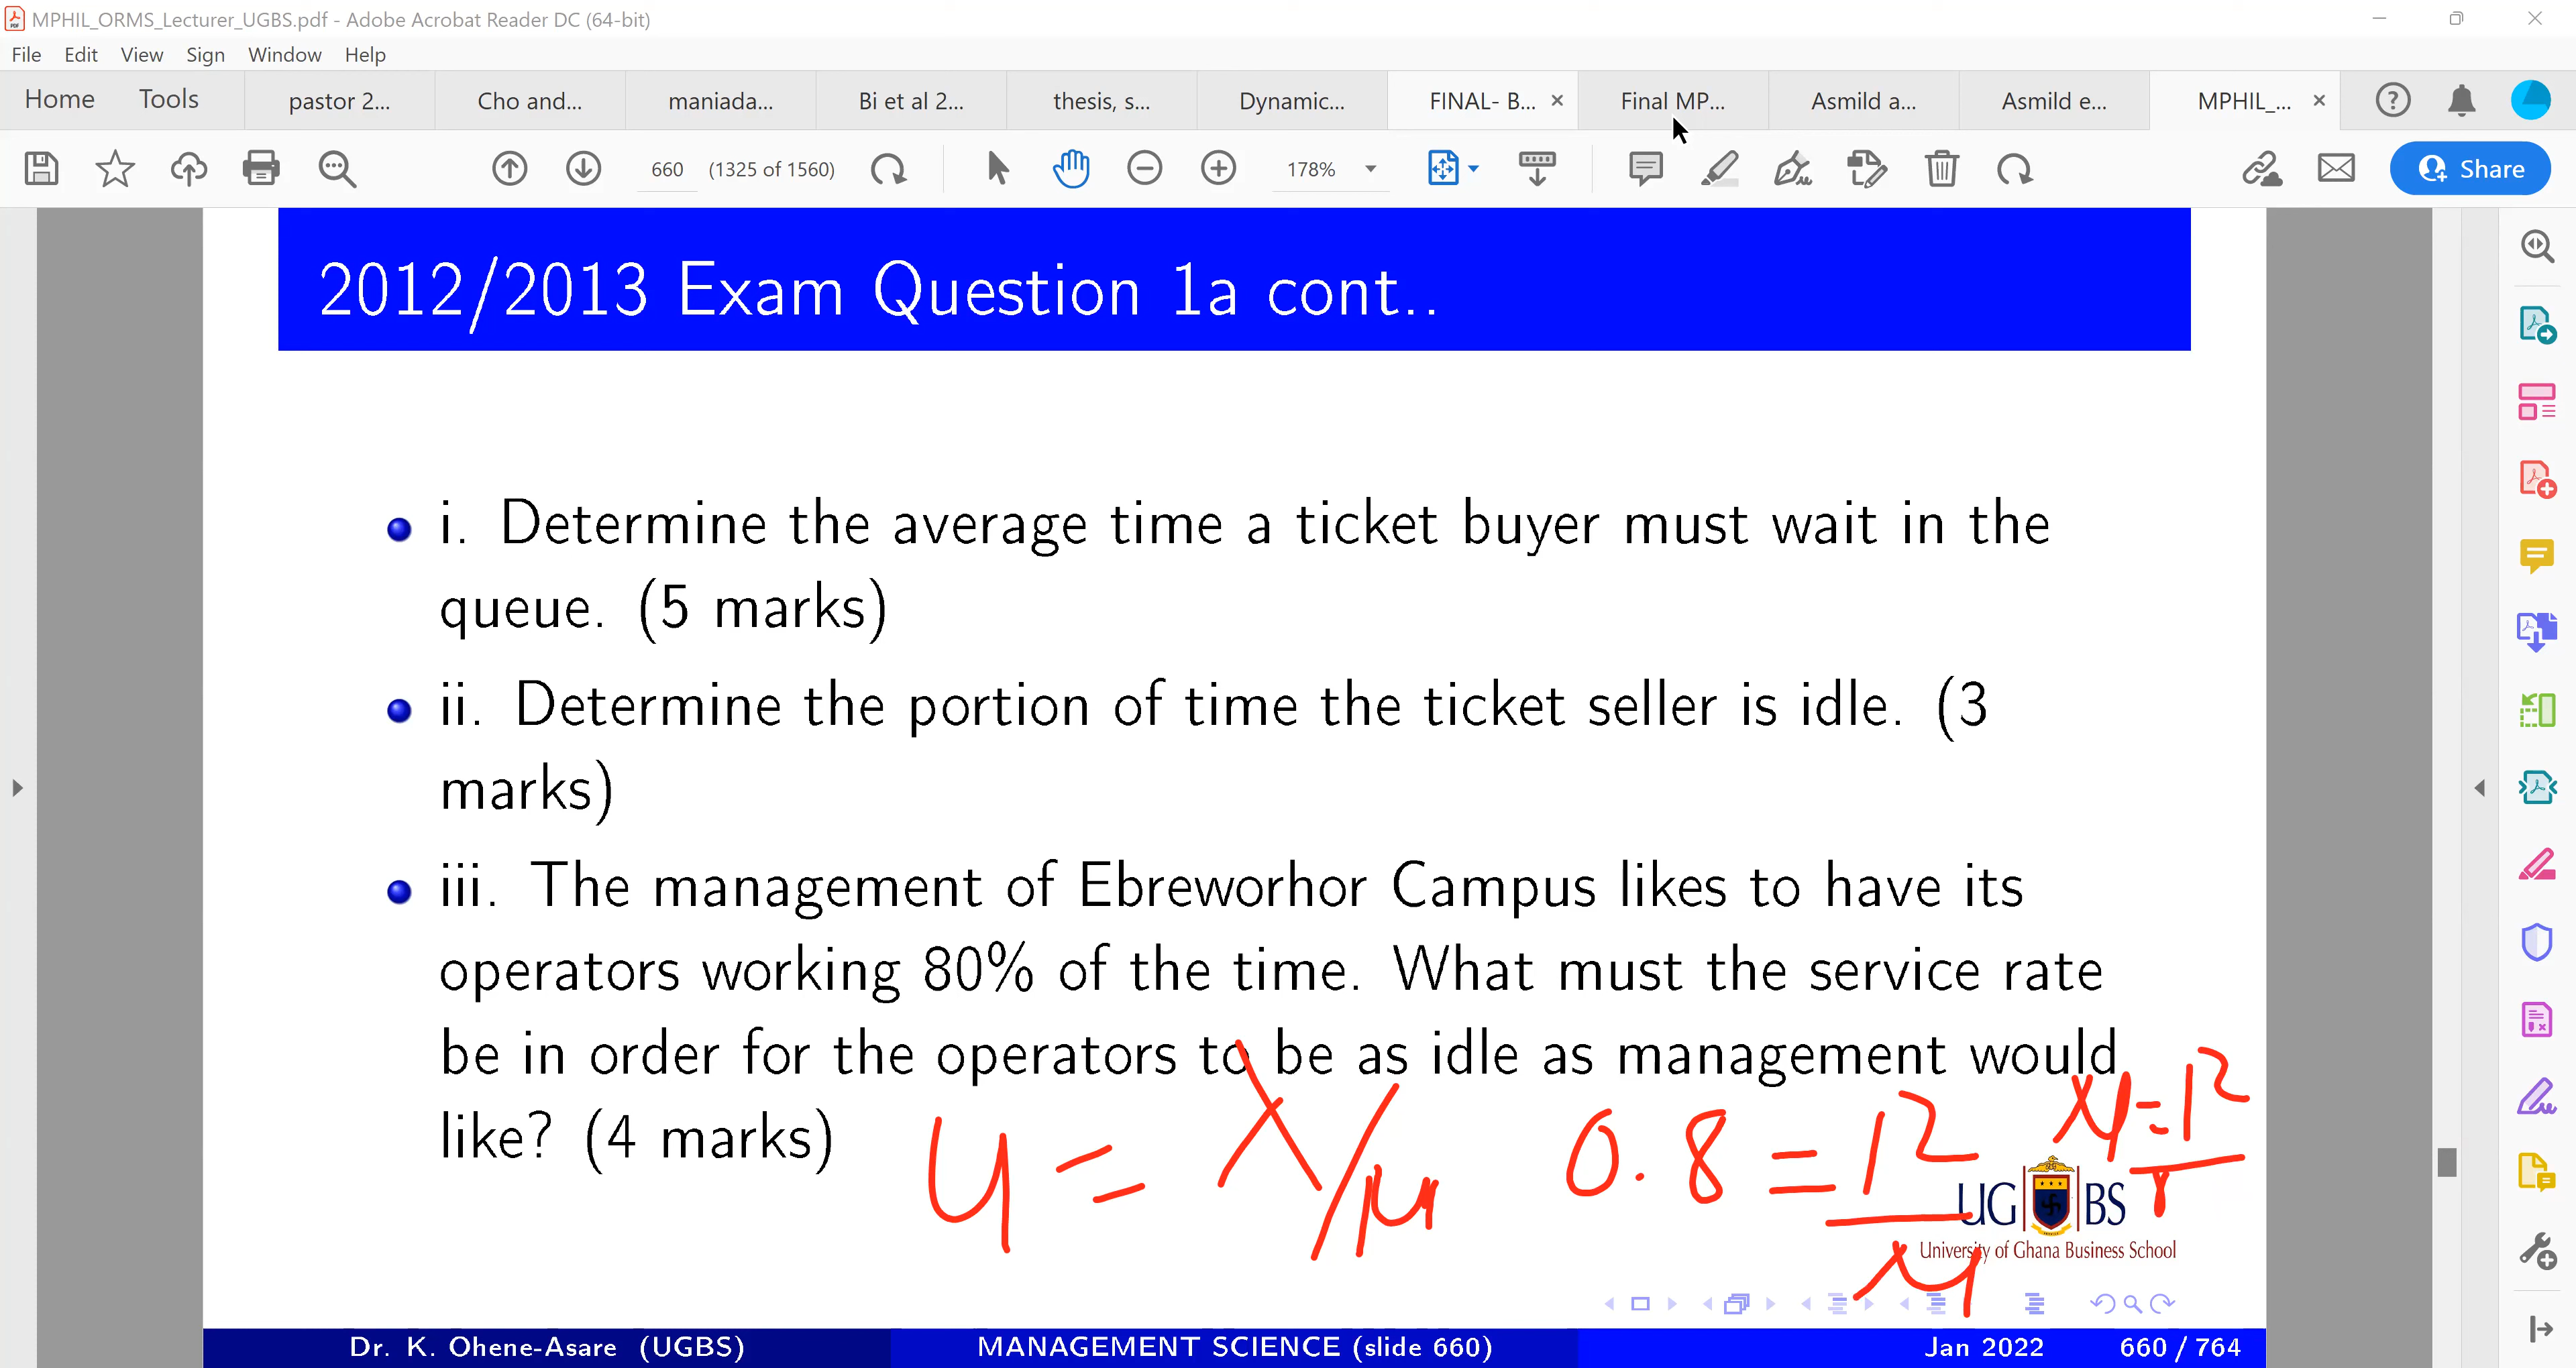 MPHIL_ORMS_Lecturer_UGBS.pdf - Adobe Acrobat Reader DC (64-bit)
File Edit View Sign Window Help
Home Tools pastor 2... Cho and... maniada... Bi et al 2... thesis, s... Dynamic... FINAL- B... Final MP... Asmild a... Asmild e... MPHIL_...
660 (1325 of 1560) 178% Share
2012/2013 Exam Question 1a cont..
i. Determine the average time a ticket buyer must wait in the
queue. (5 marks)
ii. Determine the portion of time the ticket seller is idle. (3
marks)
iii. The management of Ebreworhor Campus likes to have its
operators working 80% of the time. What must the service rate
be in order for the operators to be as idle as management would
like? (4 marks)
U = λ/μ 0.8 = 12/μ
UG BS
University of Ghana Business School
Dr. K. Ohene-Asare (UGBS) MANAGEMENT SCIENCE (slide 660) Jan 2022 660 / 764